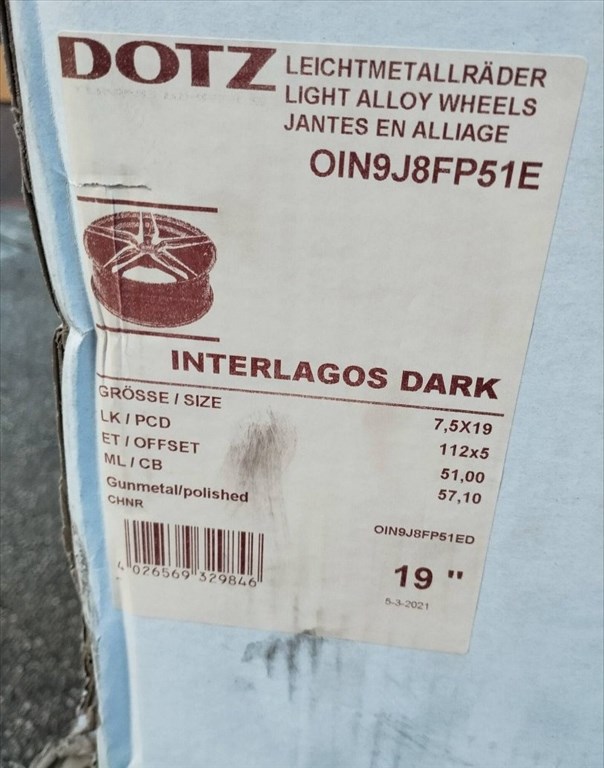 DOTZ
LEICHTMETALLRÄDER
LIGHT ALLOY WHEELS
JANTES EN ALLIAGE
OIN9J8FP51E
INTERLAGOS DARK
GRÖSSE / SIZE 7,5X19
LK / PCD 112x5
ET / OFFSET 51,00
ML / CB 57,10
Gunmetal/polished
CHNR OIN9J8FP51ED
4 026569 329846
19 "
5-3-2021